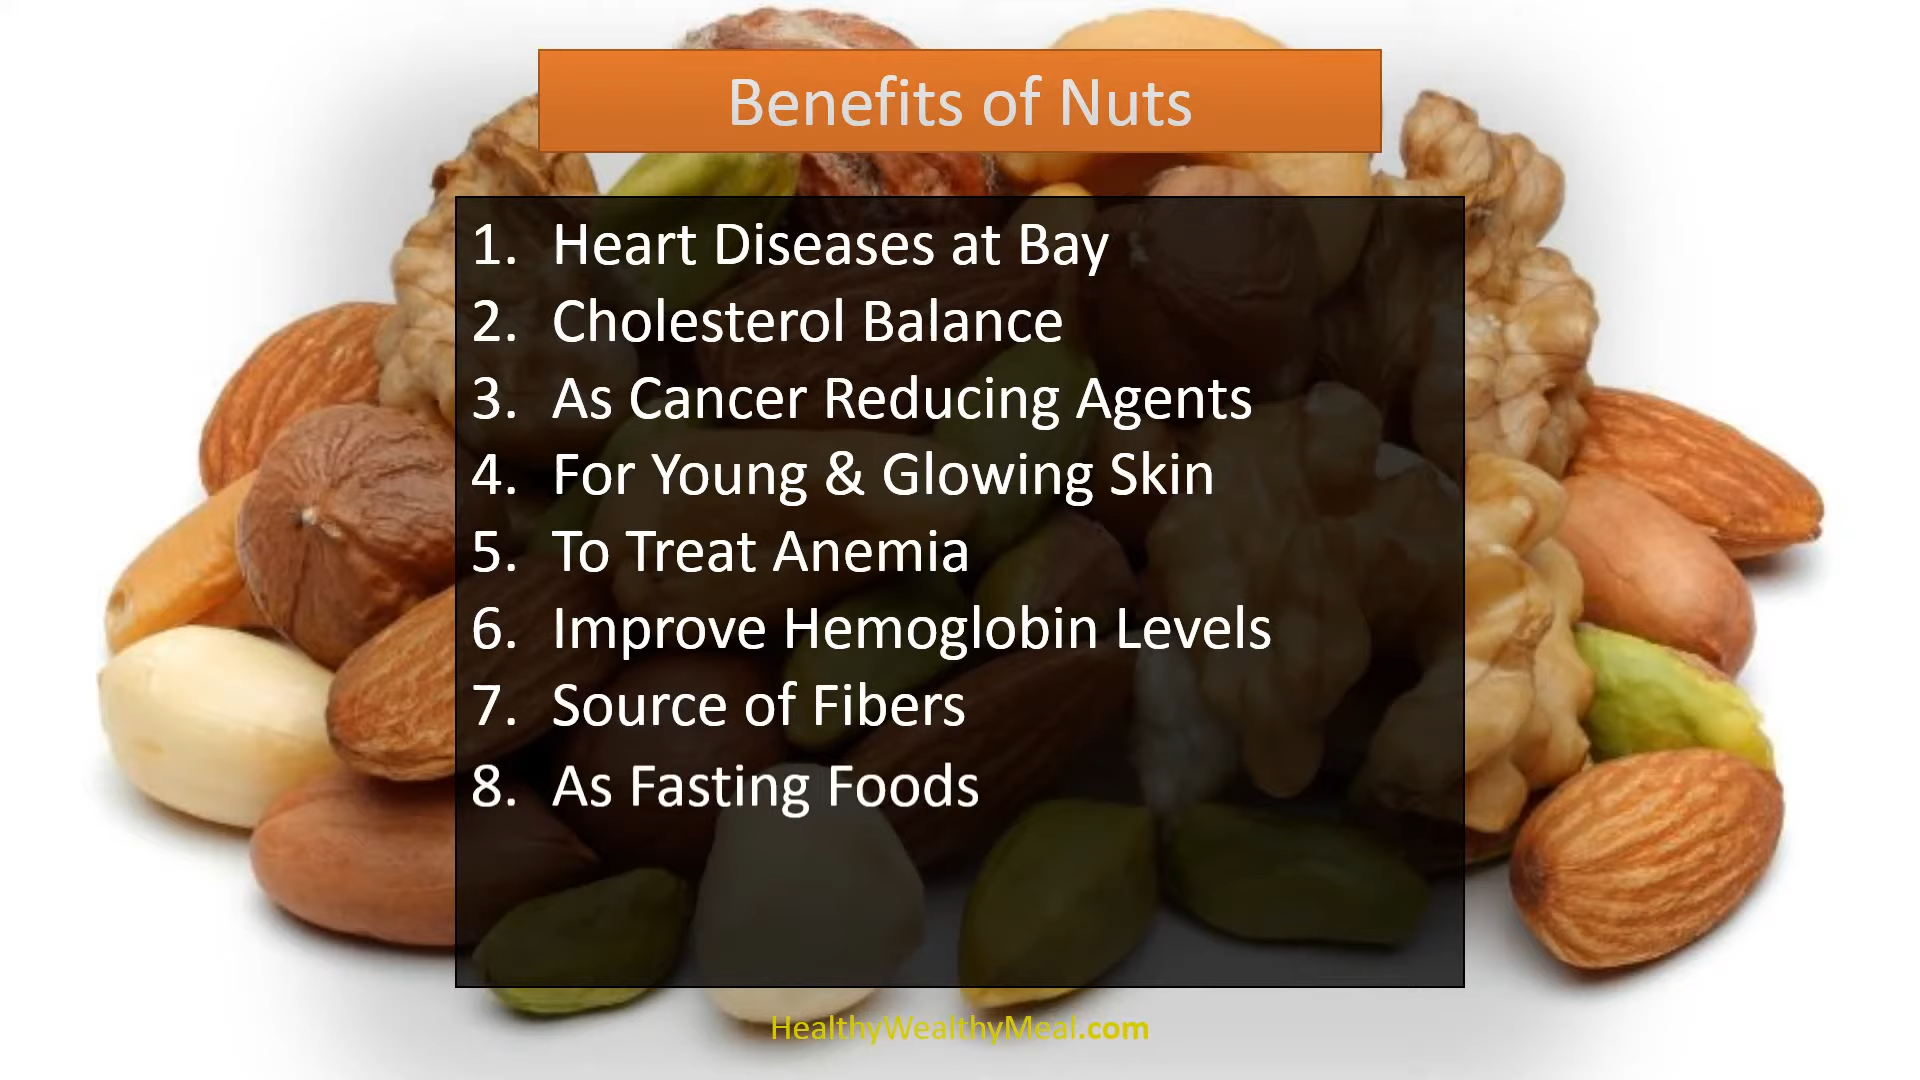 Benefits of Nuts
1. Heart Diseases at Bay
2. Cholesterol Balance
3. As Cancer Reducing Agents
4. For Young & Glowing Skin
5. To Treat Anemia
6. Improve Hemoglobin Levels
7. Source of Fibers
8. As Fasting Foods
HealthyWealthyMeal.com